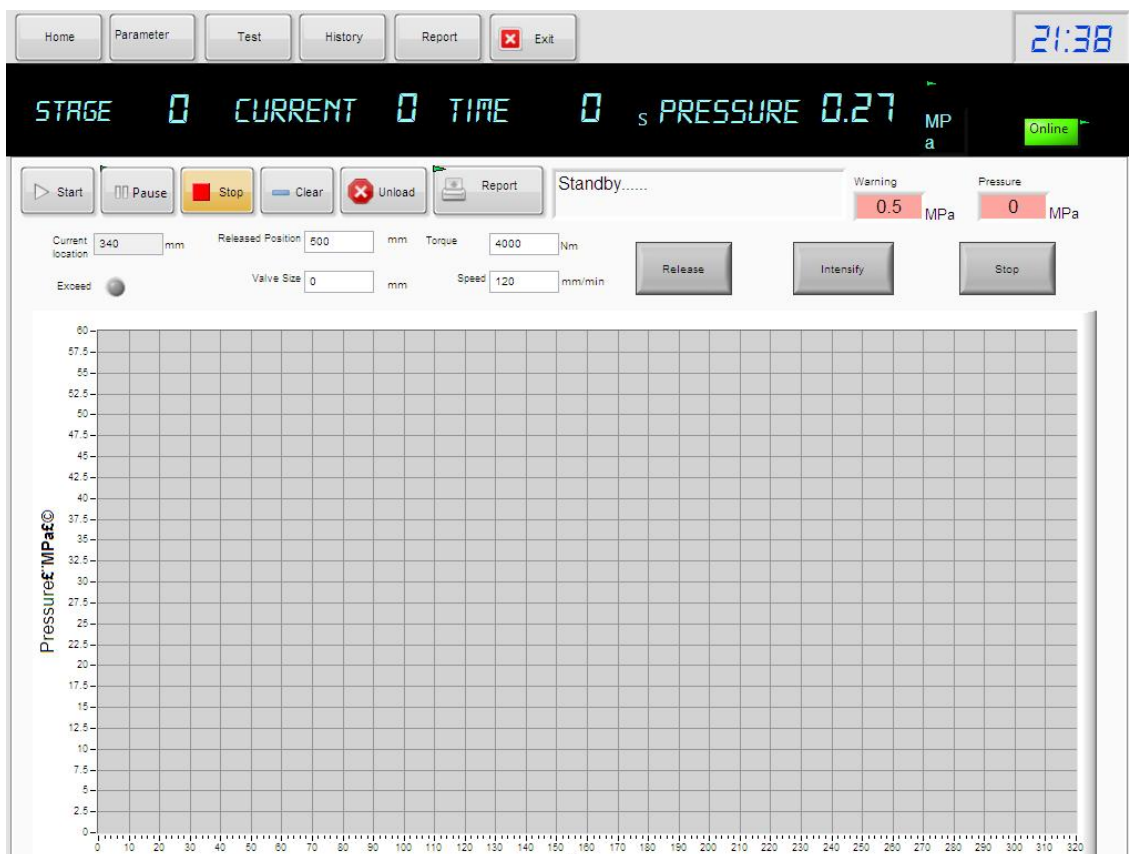 Home Parameter Test History Report Exit 21:38
STAGE 0 CURRENT 0 TIME 0 s PRESSURE 0.27 MP
a
Online
Start Pause Stop Clear Unload Report Standby......
Warning
0.5 MPa
Pressure
0 MPa
Current
location 340 mm
Released Position 500 mm
Torque 4000 Nm
Exceed
Valve Size 0 mm
Speed 120 mm/min
Release Intensify Stop
Pressure£¨MPa£©
60
57.5
55
52.5
50
47.5
45
42.5
40
37.5
35
32.5
30
27.5
25
22.5
20
17.5
15
12.5
10
7.5
5
2.5
0
0 10 20 30 40 50 60 70 80 90 100 110 120 130 140 150 160 170 180 190 200 210 220 230 240 250 260 270 280 290 300 310 320